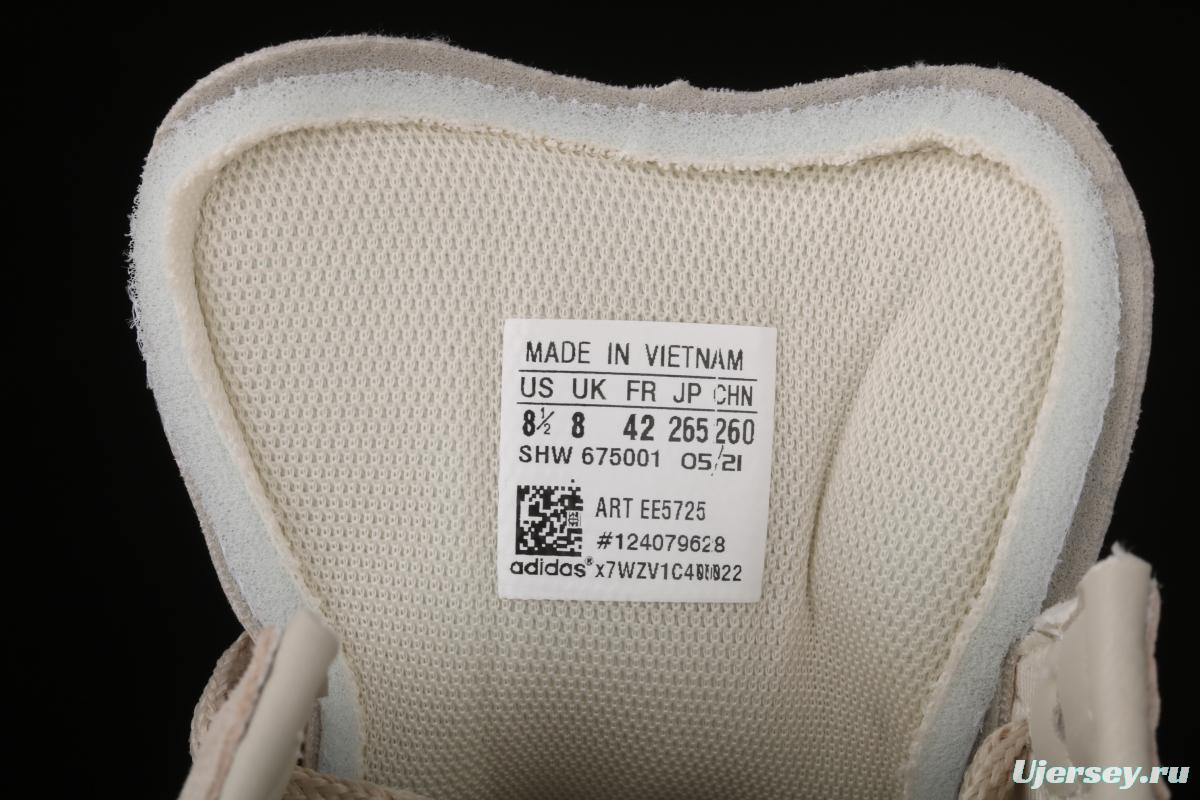 MADE IN VIETNAM
US UK FR JP CHN
8½ 8 42 265 260
SHW 675001 05/21
ART EE5725
#124079628
adidas®
Ujersey.ru